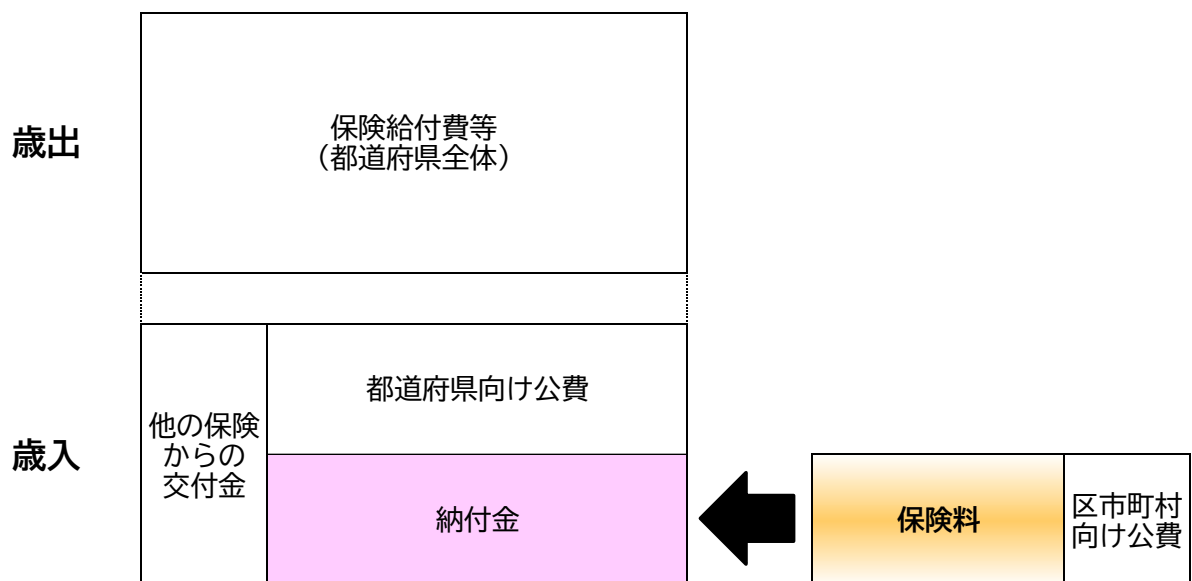 歳出
保険給付費等
（都道府県全体）
歳入
他の保険
からの
交付金
都道府県向け公費
納付金
保険料
区市町村
向け公費